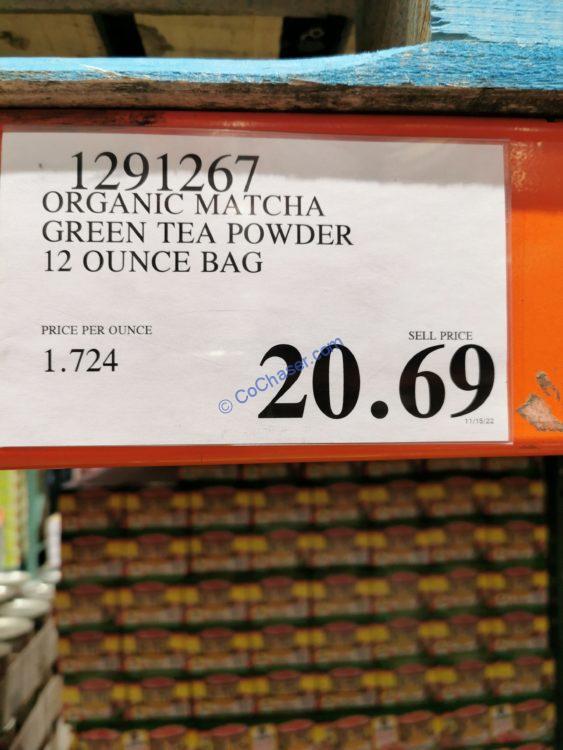 1291267
ORGANIC MATCHA
GREEN TEA POWDER
12 OUNCE BAG
PRICE PER OUNCE
1.724
SELL PRICE
20.69
© CoChaser.com
11/15/22